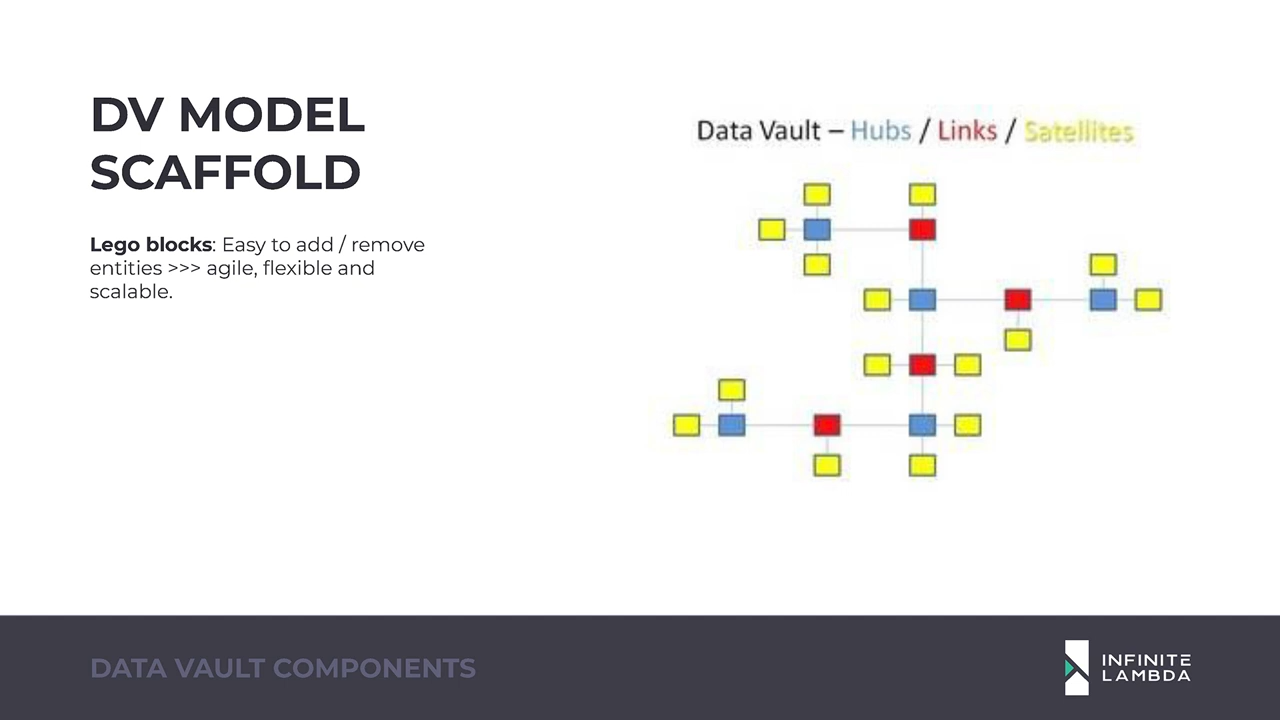 DV MODEL
SCAFFOLD
Lego blocks: Easy to add / remove
entities >>> agile, flexible and
scalable.
Data Vault – Hubs / Links / Satellites
DATA VAULT COMPONENTS
INFINITE
LAMBDA